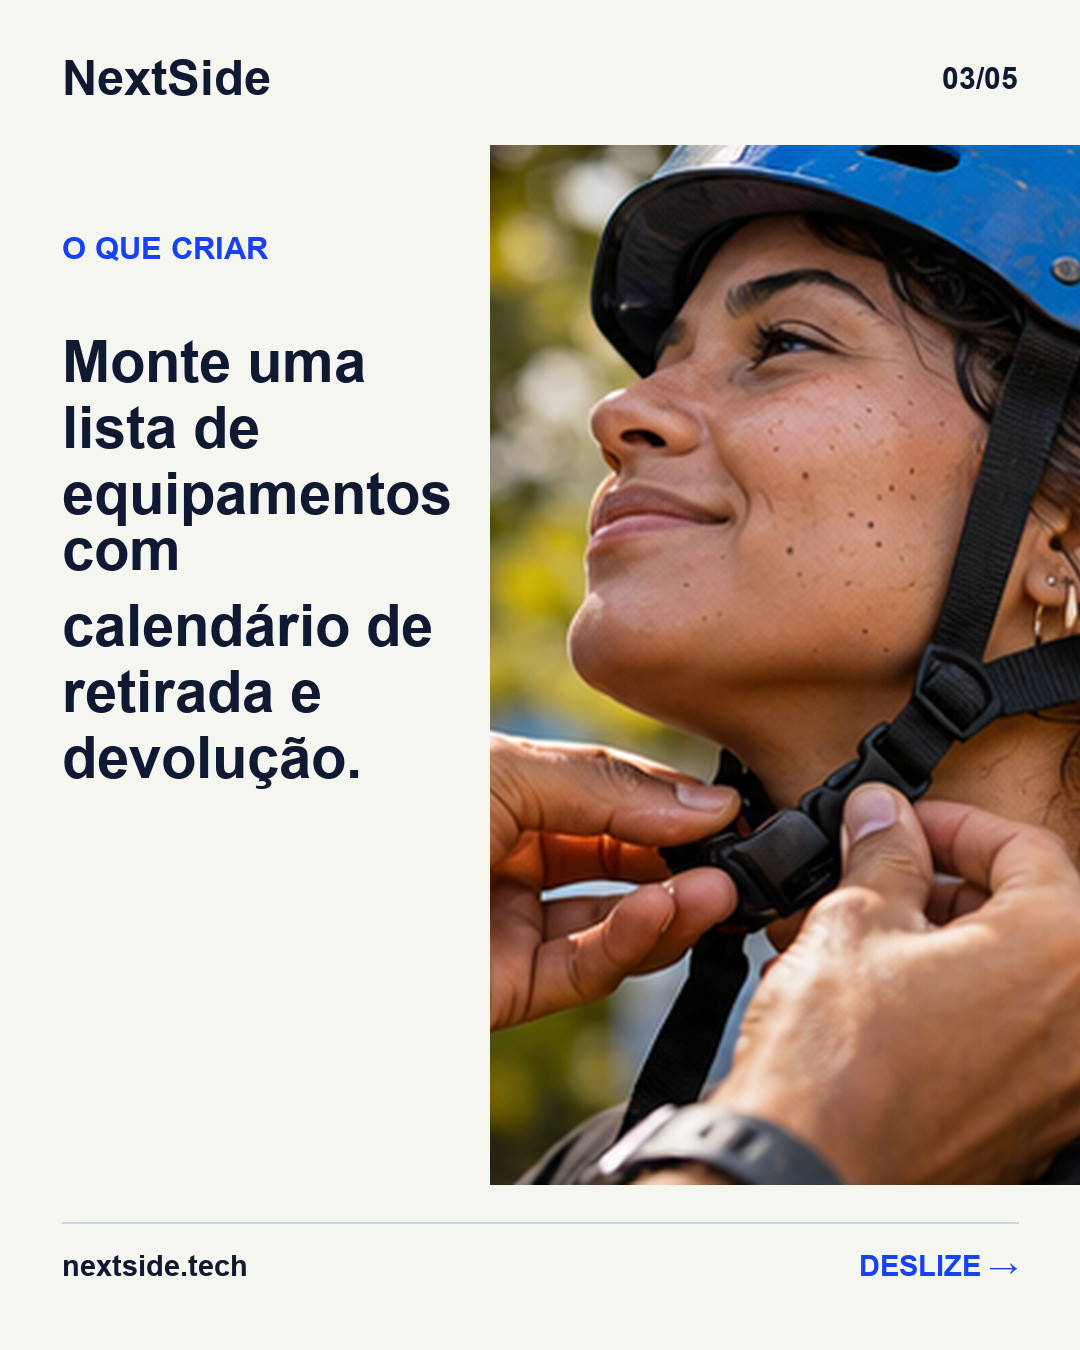 NextSide
03/05
O QUE CRIAR
Monte uma
lista de
equipamentos
com
calendário de
retirada e
devolução.
nextside.tech
DESLIZE →